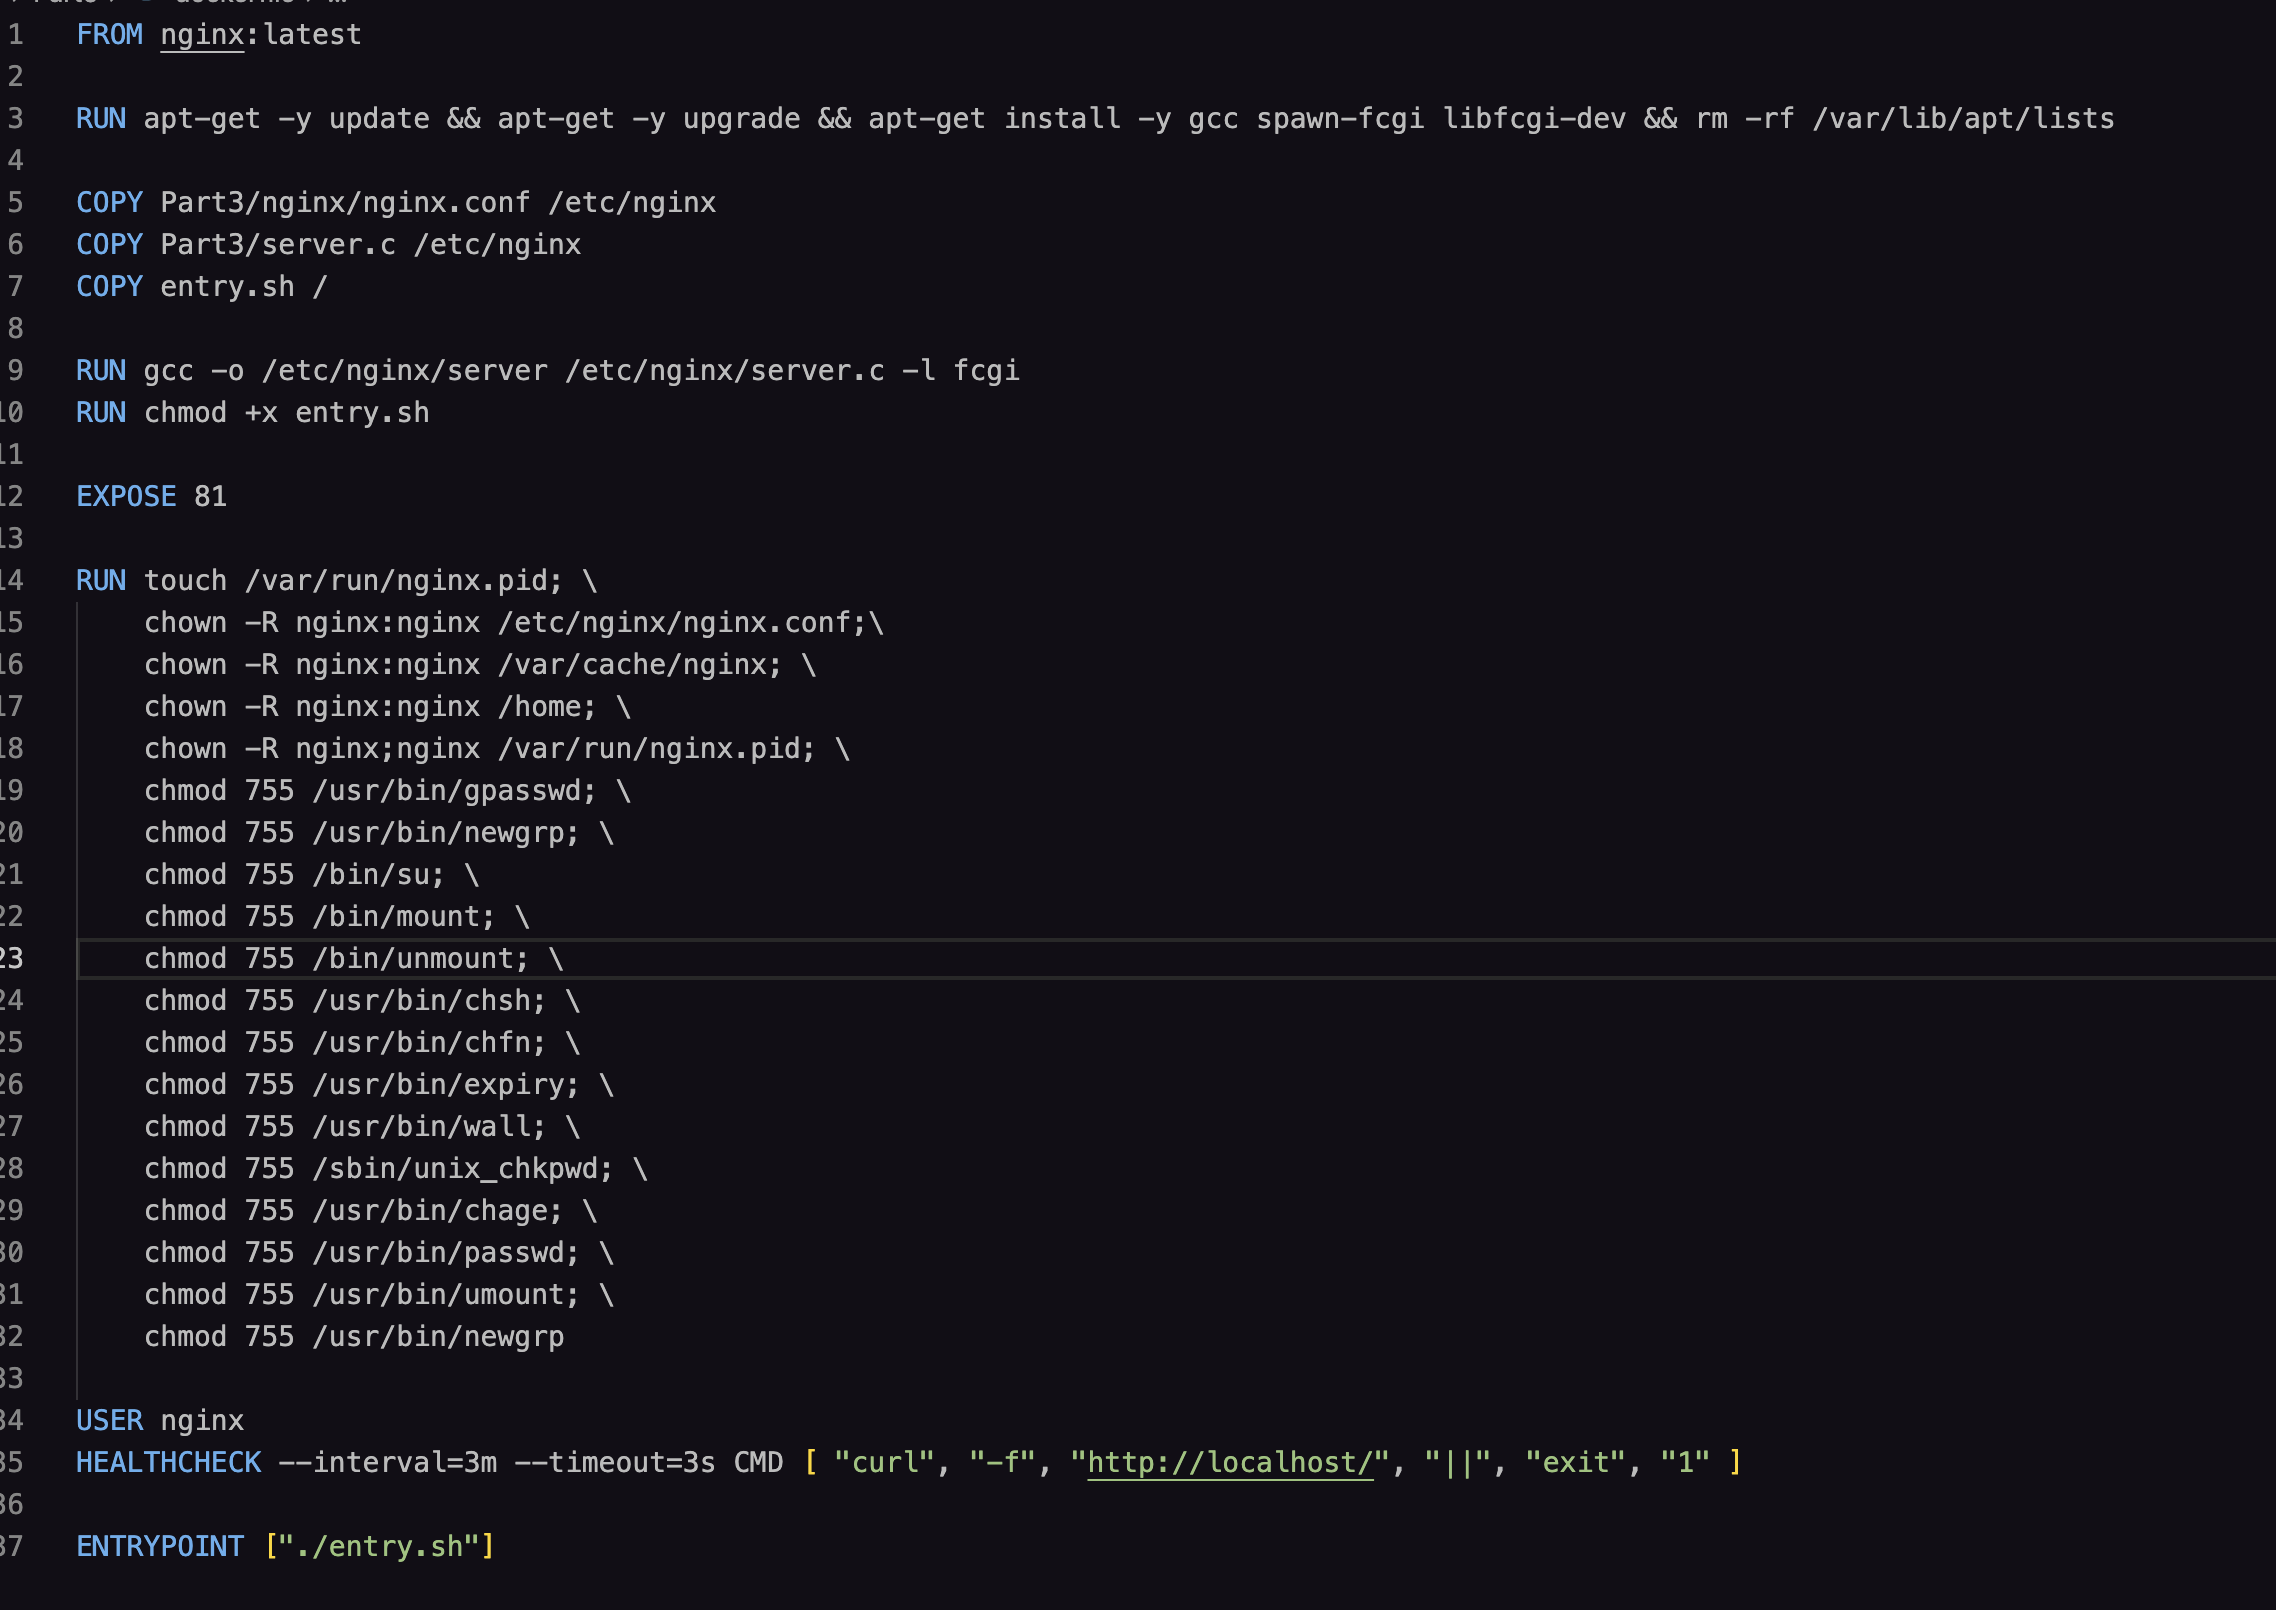 1 FROM nginx:latest
2
3 RUN apt-get -y update && apt-get -y upgrade && apt-get install -y gcc spawn-fcgi libfcgi-dev && rm -rf /var/lib/apt/lists
4
5 COPY Part3/nginx/nginx.conf /etc/nginx
6 COPY Part3/server.c /etc/nginx
7 COPY entry.sh /
8
9 RUN gcc -o /etc/nginx/server /etc/nginx/server.c -l fcgi
10 RUN chmod +x entry.sh
11
12 EXPOSE 81
13
14 RUN touch /var/run/nginx.pid; \
15     chown -R nginx:nginx /etc/nginx/nginx.conf;\
16     chown -R nginx:nginx /var/cache/nginx; \
17     chown -R nginx:nginx /home; \
18     chown -R nginx;nginx /var/run/nginx.pid; \
19     chmod 755 /usr/bin/gpasswd; \
20     chmod 755 /usr/bin/newgrp; \
21     chmod 755 /bin/su; \
22     chmod 755 /bin/mount; \
23     chmod 755 /bin/unmount; \
24     chmod 755 /usr/bin/chsh; \
25     chmod 755 /usr/bin/chfn; \
26     chmod 755 /usr/bin/expiry; \
27     chmod 755 /usr/bin/wall; \
28     chmod 755 /sbin/unix_chkpwd; \
29     chmod 755 /usr/bin/chage; \
30     chmod 755 /usr/bin/passwd; \
31     chmod 755 /usr/bin/umount; \
32     chmod 755 /usr/bin/newgrp
33
34 USER nginx
35 HEALTHCHECK --interval=3m --timeout=3s CMD [ "curl", "-f", "http://localhost/", "||", "exit", "1" ]
36
37 ENTRYPOINT ["./entry.sh"]